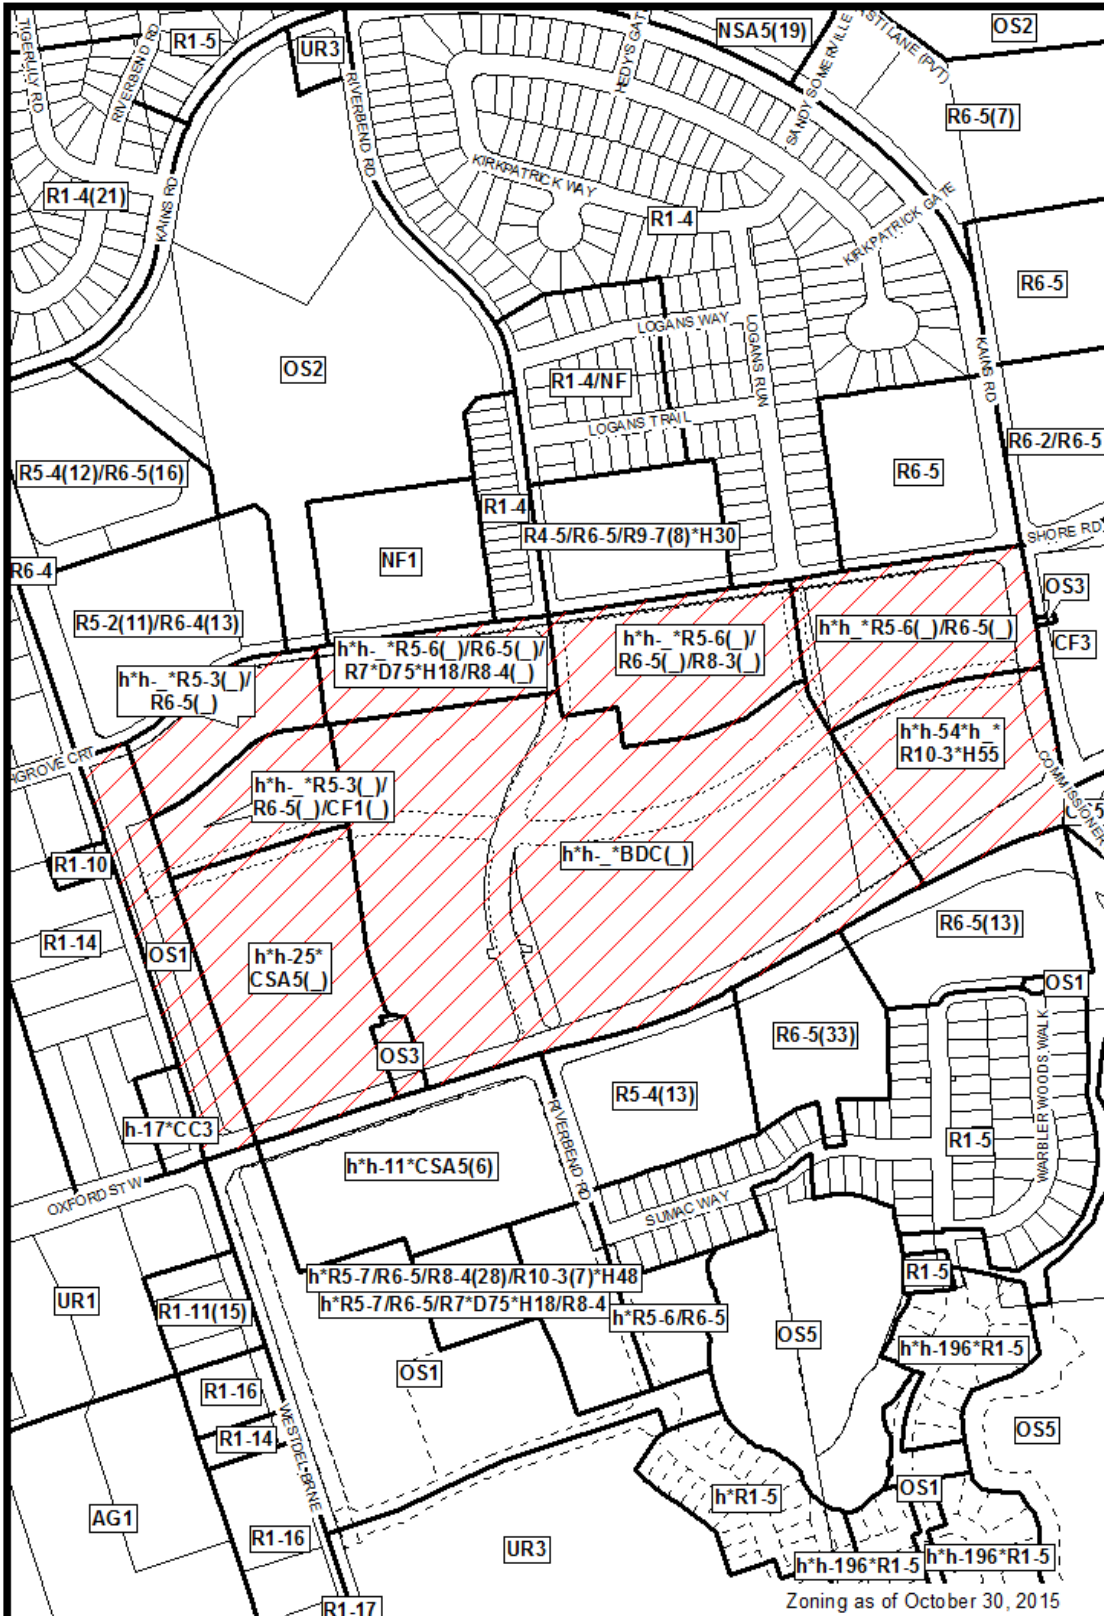 TIGERLILY RD
RIVERBEND RD
R1-5
UR3
NSA5(19)
OS2
HEDYS GATE
SANDY SOMERVILLE
LANE (PVT)
RIVERBEND RD
R6-5(7)
R1-4(21)
KAINS RD
KIRKPATRICK WAY
R1-4
KIRKPATRICK GATE
R6-5
LOGANS WAY
LOGANS RUN
KAINS RD
OS2
R1-4/NF
LOGANS TRAIL
R6-2/R6-5
R5-4(12)/R6-5(16)
R6-5
R1-4
R4-5/R6-5/R9-7(8)*H30
SHORE RD
NF1
R6-4
OS3
R5-2(11)/R6-4(13)
h*h-_*R5-6(_)/R6-5(_)/
R7*D75*H18/R8-4(_)
h*h-_*R5-6(_)/
R6-5(_)/R8-3(_)
h*h_*R5-6(_)/R6-5(_)
CF3
h*h-_*R5-3(_)/
R6-5(_)
h*h-54*h_*
R10-3*H55
COMMISSIONER
h*h-_*R5-3(_)/
R6-5(_)/CF1(_)
h*h-_*BDC(_)
R1-10
R1-14
OS1
h*h-25*
CSA5(_)
R6-5(13)
OS1
OS3
R6-5(33)
WARBLER WOODS WALK
R5-4(13)
h-17*CC3
R1-5
RIVERBEND RD
h*h-11*CSA5(6)
OXFORD ST W
SUMAC WAY
UR1
h*R5-7/R6-5/R8-4(28)/R10-3(7)*H48
R1-5
R1-11(15)
h*R5-7/R6-5/R7*D75*H18/R8-4
h*R5-6/R6-5
OS5
h*h-196*R1-5
OS1
R1-16
OS5
R1-14
WESTDEL BRNE
AG1
h*R1-5
OS1
R1-16
UR3
h*h-196*R1-5
h*h-196*R1-5
R1-17
Zoning as of October 30, 2015